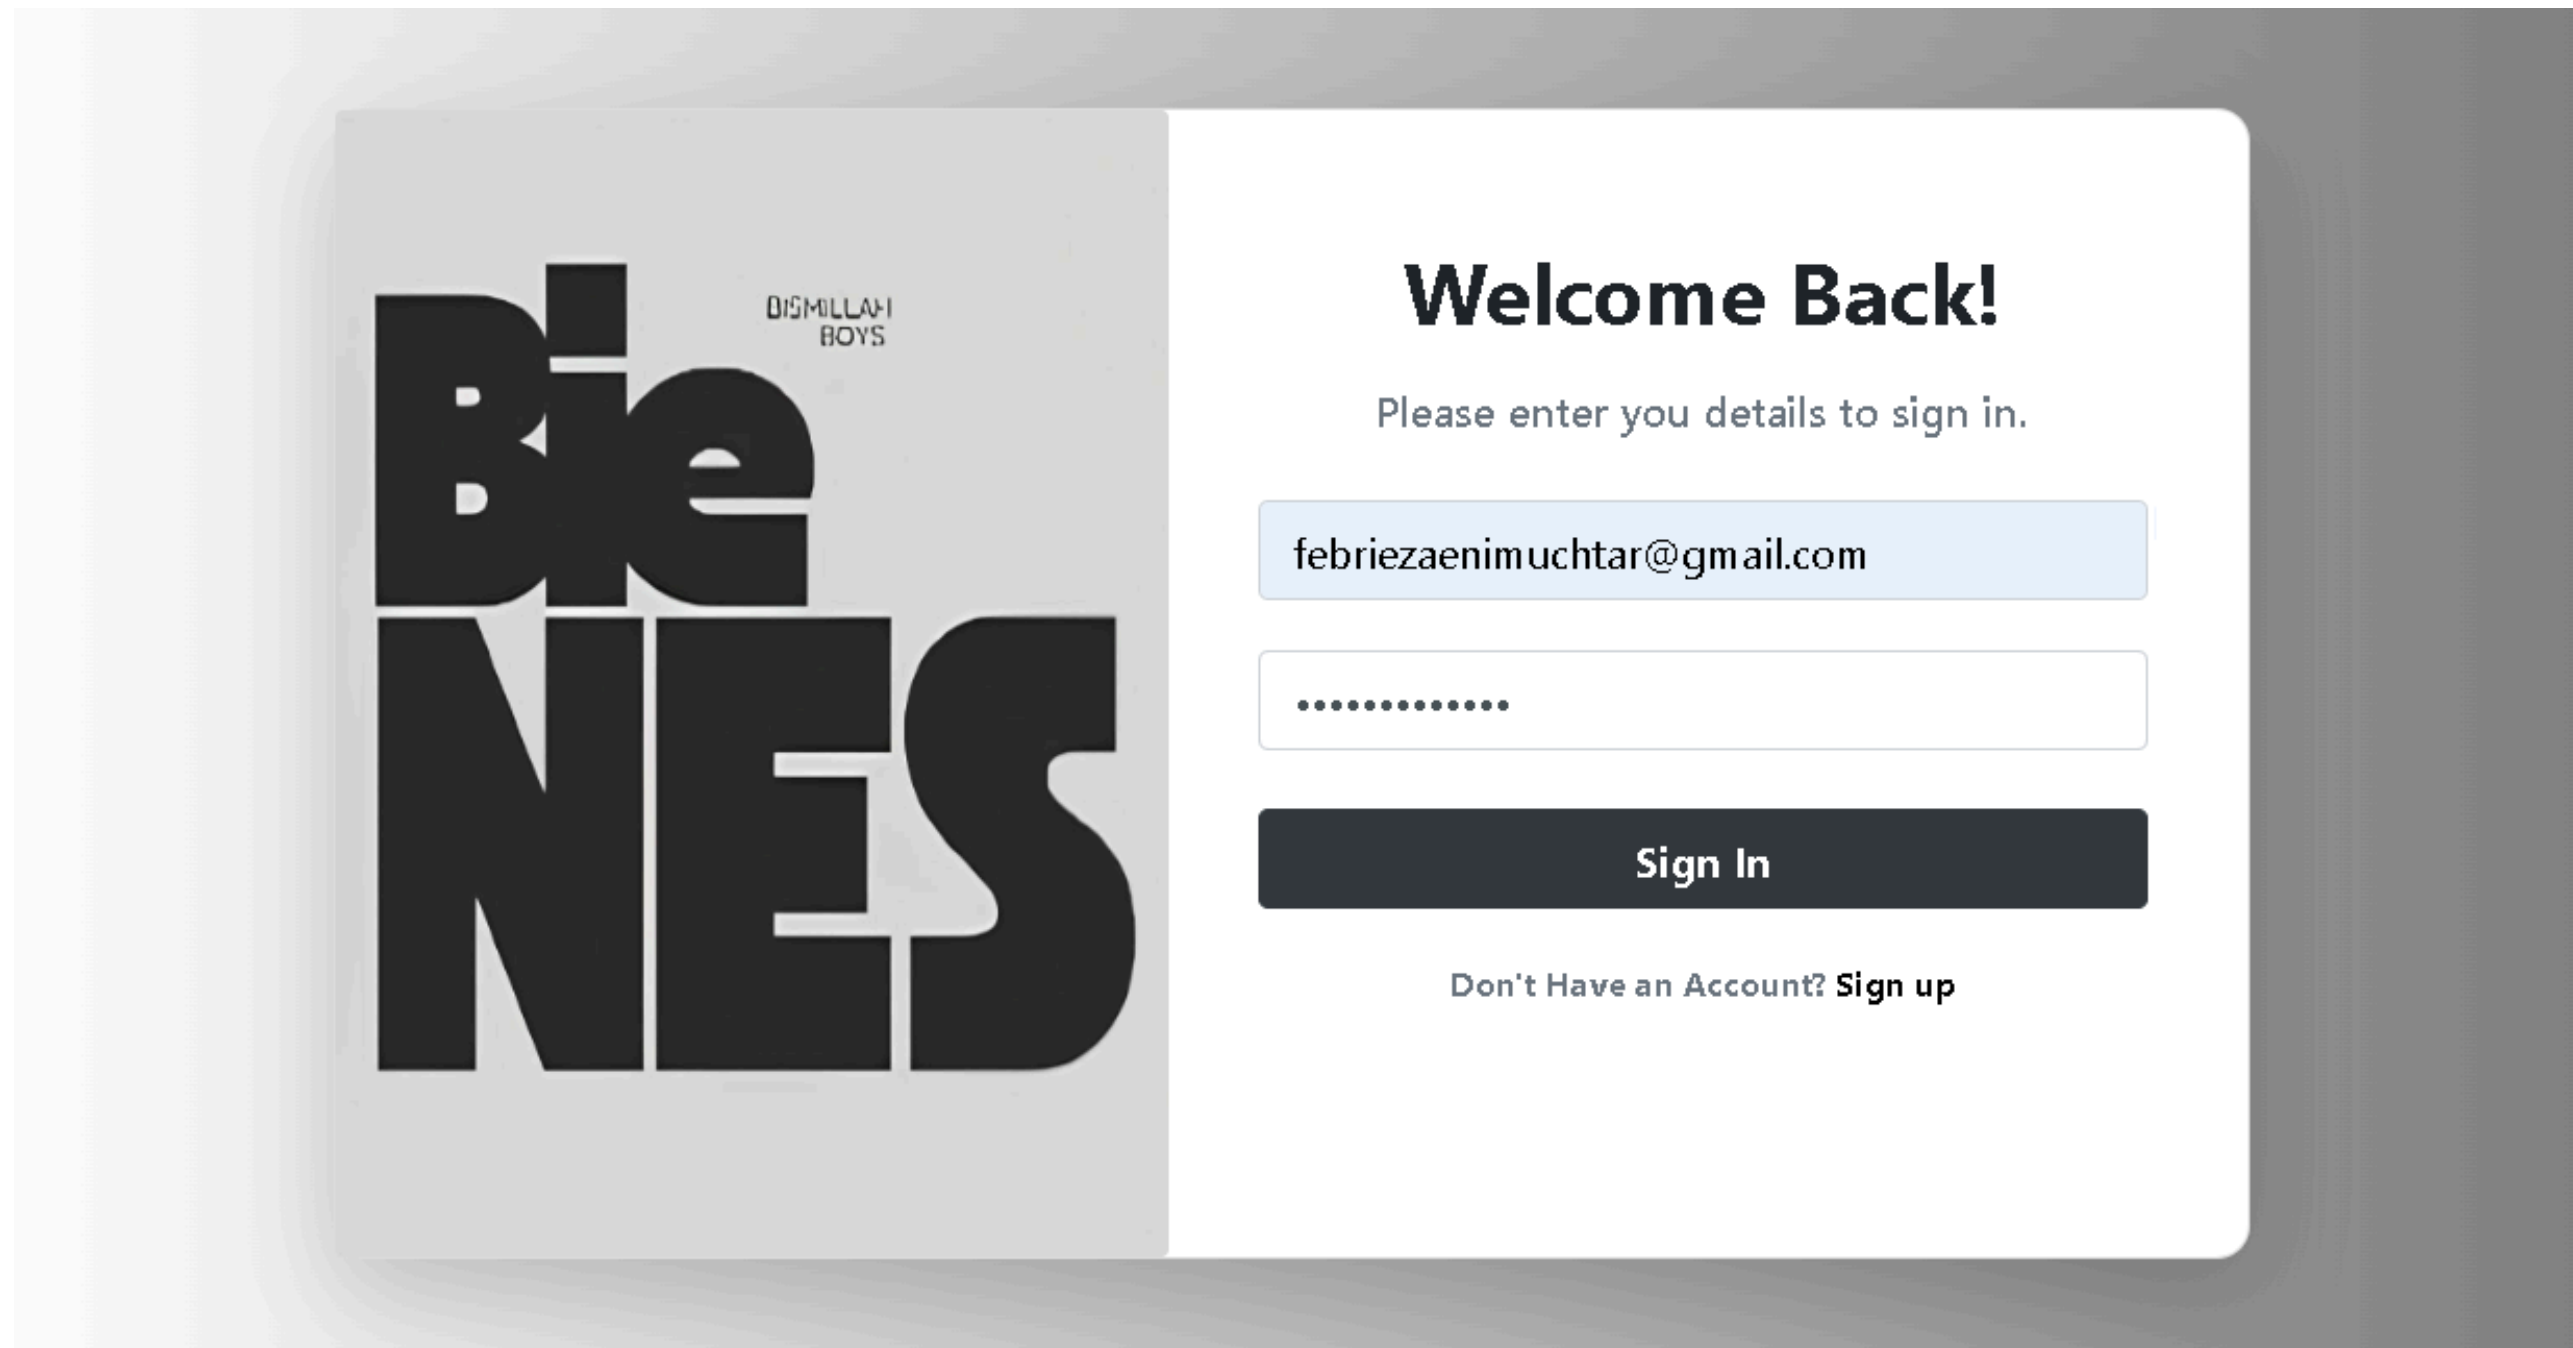 Bie
NES
BISMILLAH
BOYS
Welcome Back!
Please enter you details to sign in.
febriezaenimuchtar@gmail.com
•••••••••••••
Sign In
Don't Have an Account? Sign up